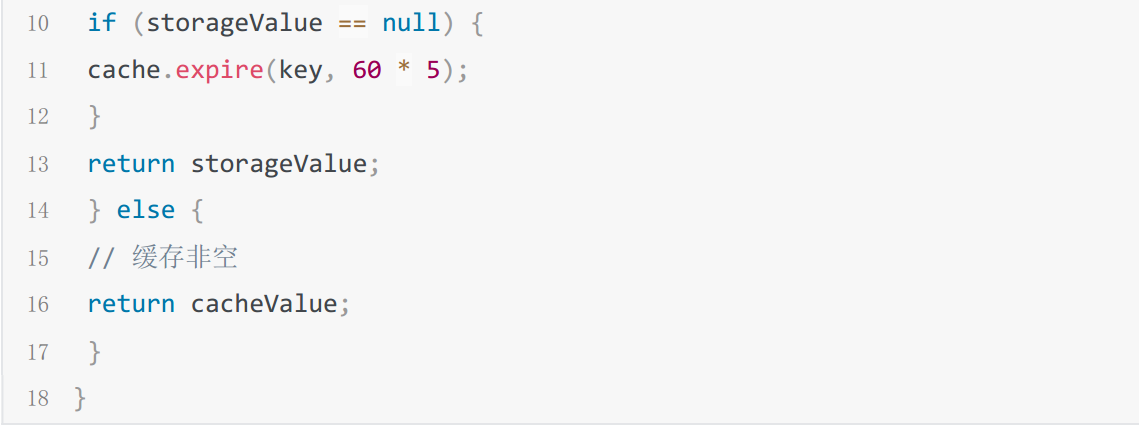 10 if (storageValue == null) {
11 cache.expire(key, 60 * 5);
12 }
13 return storageValue;
14 } else {
15 // 缓存非空
16 return cacheValue;
17 }
18 }